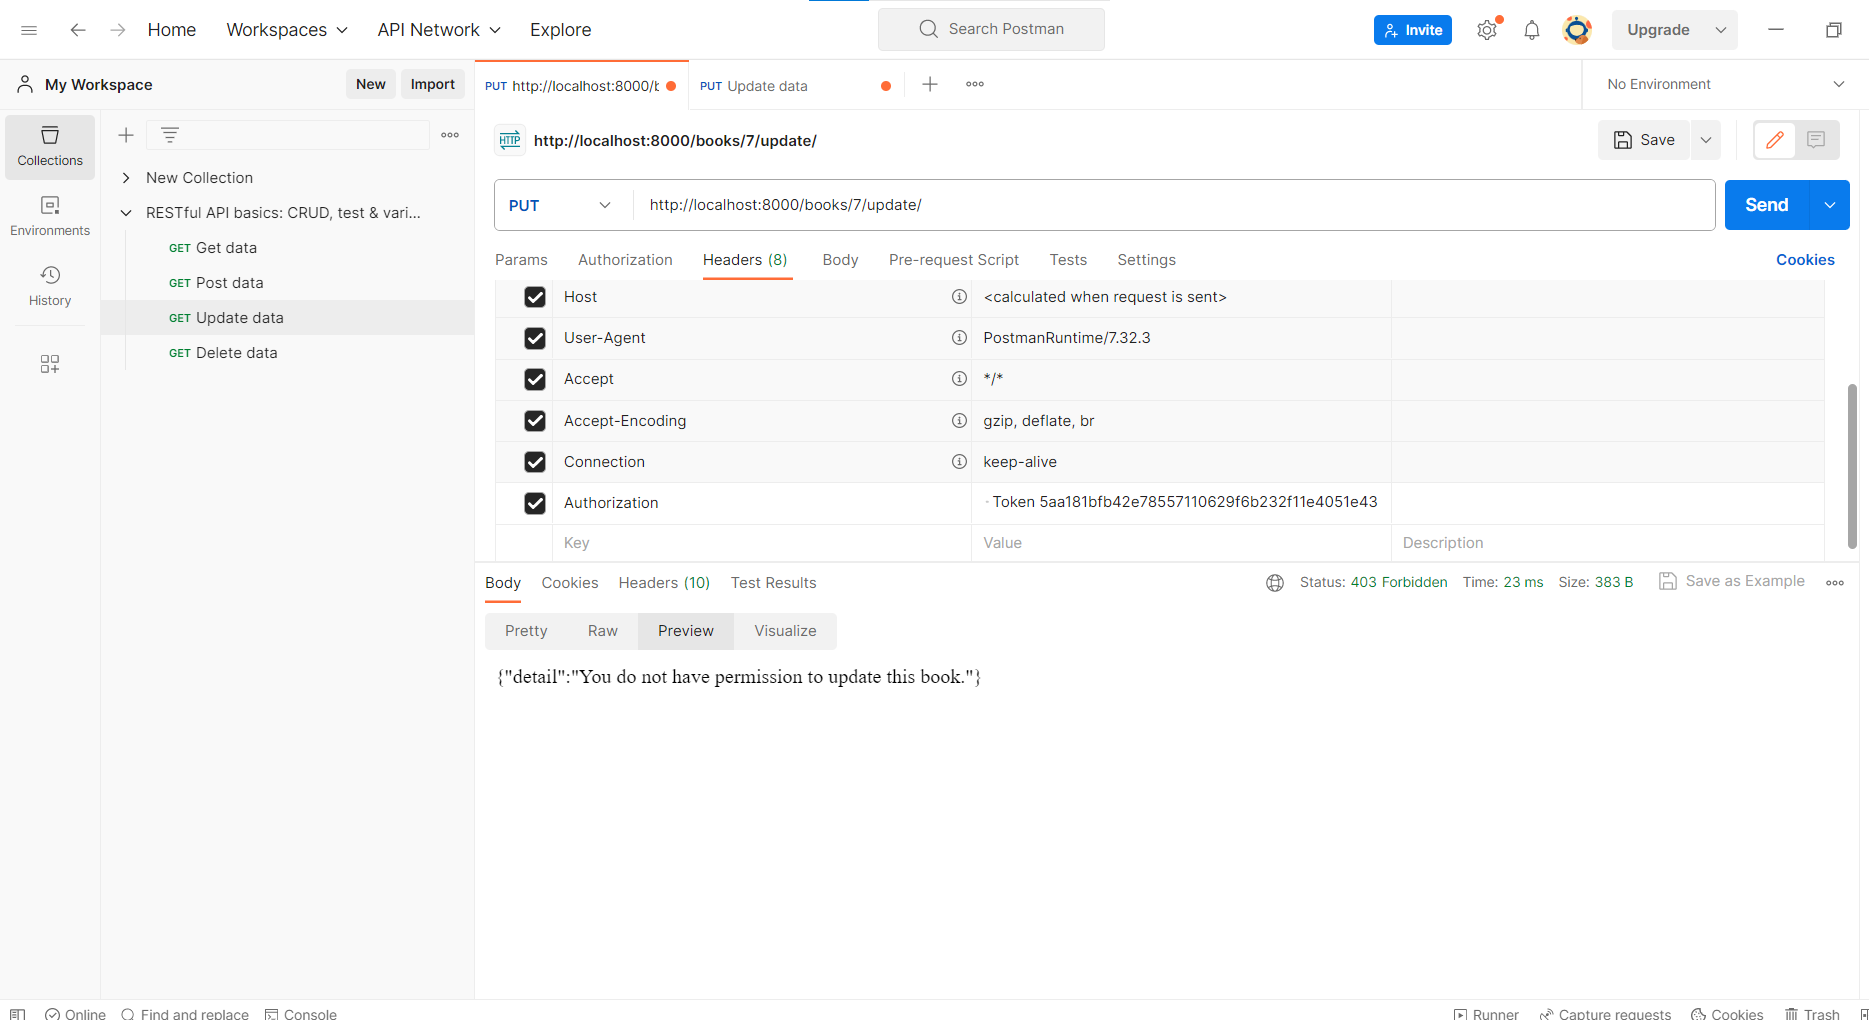 Home Workspaces API Network Explore Search Postman Invite Upgrade
My Workspace New Import PUT http://localhost:8000/b PUT Update data No Environment
Collections
Environments
History
New Collection
RESTful API basics: CRUD, test & vari...
GET Get data
GET Post data
GET Update data
GET Delete data
HTTP http://localhost:8000/books/7/update/ Save
PUT http://localhost:8000/books/7/update/ Send
Params Authorization Headers (8) Body Pre-request Script Tests Settings Cookies
Host <calculated when request is sent>
User-Agent PostmanRuntime/7.32.3
Accept */*
Accept-Encoding gzip, deflate, br
Connection keep-alive
Authorization Token 5aa181bfb42e78557110629f6b232f11e4051e43
Key Value Description
Body Cookies Headers (10) Test Results Status: 403 Forbidden Time: 23 ms Size: 383 B Save as Example
Pretty Raw Preview Visualize
{"detail":"You do not have permission to update this book."}
Online Find and replace Console Runner Capture requests Cookies Trash